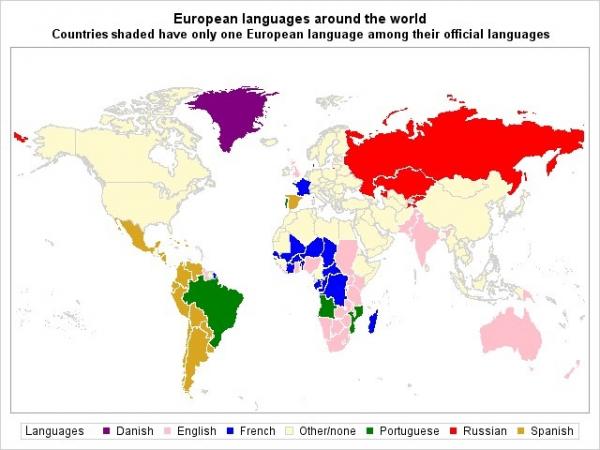 European languages around the world
Countries shaded have only one European language among their official languages
Languages Danish English French Other/none Portuguese Russian Spanish